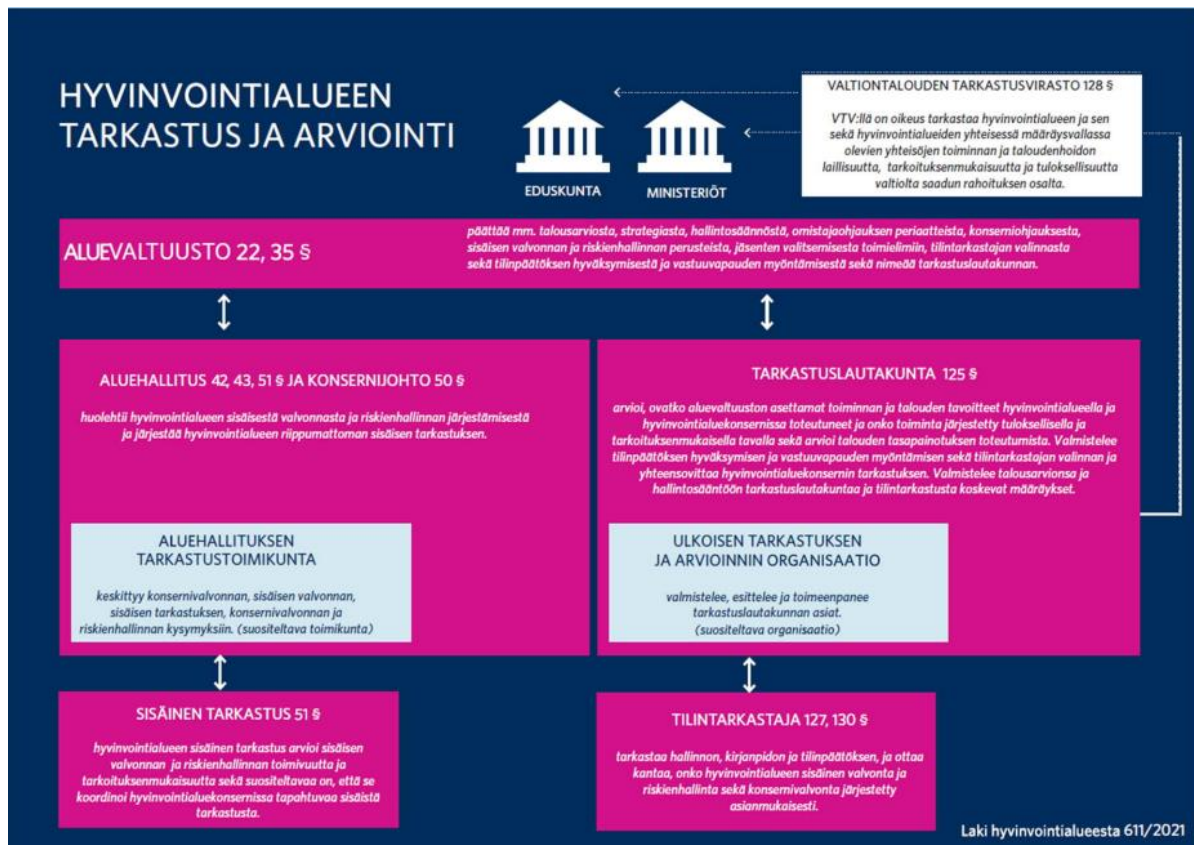 HYVINVOINTIALUEEN
TARKASTUS JA ARVIOINTI
EDUSKUNTA
MINISTERIÖT
VALTIONTALOUDEN TARKASTUSVIRASTO 128 §
VTV:llä on oikeus tarkastaa hyvinvointialueen ja sen
sekä hyvinvointialueiden yhteisessä määräysvallassa
olevien yhteisöjen toiminnan ja taloudenhoidon
laillisuutta, tarkoituksenmukaisuutta ja tuloksellisuutta
valtiolta saadun rahoituksen osalta.
ALUEVALTUUSTO 22, 35 §
päättää mm. talousarviosta, strategiasta, hallintosäännöstä, omistajaohjauksen periaatteista, konserniohjauksesta,
sisäisen valvonnan ja riskienhallinnan perusteista, jäsenten valitsemisesta toimielimiin, tilintarkastajan valinnasta
sekä tilinpäätöksen hyväksymisestä ja vastuuvapauden myöntämisestä sekä nimeää tarkastuslautakunnan.
ALUEHALLITUS 42, 43, 51 § JA KONSERNIJOHTO 50 §
huolehtii hyvinvointialueen sisäisestä valvonnasta ja riskienhallinnan järjestämisestä
ja järjestää hyvinvointialueen riippumattoman sisäisen tarkastuksen.
ALUEHALLITUKSEN
TARKASTUSTOIMIKUNTA
keskittyy konsernivalvonnan, sisäisen valvonnan,
sisäisen tarkastuksen, konsernivalvonnan ja
riskienhallinnan kysymyksiin. (suositeltava toimikunta)
TARKASTUSLAUTAKUNTA 125 §
arvioi, ovatko aluevaltuuston asettamat toiminnan ja talouden tavoitteet hyvinvointialueella ja
hyvinvointialuekonsernissa toteutuneet ja onko toiminta järjestetty tuloksellisella ja
tarkoituksenmukaisella tavalla sekä arvioi talouden tasapainotuksen toteutumista. Valmistelee
tilinpäätöksen hyväksymisen ja vastuuvapauden myöntämisen sekä tilintarkastajan valinnan ja
yhteensovittaa hyvinvointialuekonsernin tarkastuksen. Valmistelee talousarvionsa ja
hallintosääntöön tarkastuslautakuntaa ja tilintarkastusta koskevat määräykset.
ULKOISEN TARKASTUKSEN
JA ARVIOINNIN ORGANISAATIO
valmistelee, esittelee ja toimeenpanee
tarkastuslautakunnan asiat.
(suositeltava organisaatio)
SISÄINEN TARKASTUS 51 §
hyvinvointialueen sisäinen tarkastus arvioi sisäisen
valvonnan ja riskienhallinnan toimivuutta ja
tarkoituksenmukaisuutta sekä suositeltavaa on, että se
koordinoi hyvinvointialuekonsernissa tapahtuvaa sisäistä
tarkastusta.
TILINTARKASTAJA 127, 130 §
tarkastaa hallinnon, kirjanpidon ja tilinpäätöksen, ja ottaa
kantaa, onko hyvinvointialueen sisäinen valvonta ja
riskienhallinta sekä konsernivalvonta järjestetty
asianmukaisesti.
Laki hyvinvointialueesta 611/2021